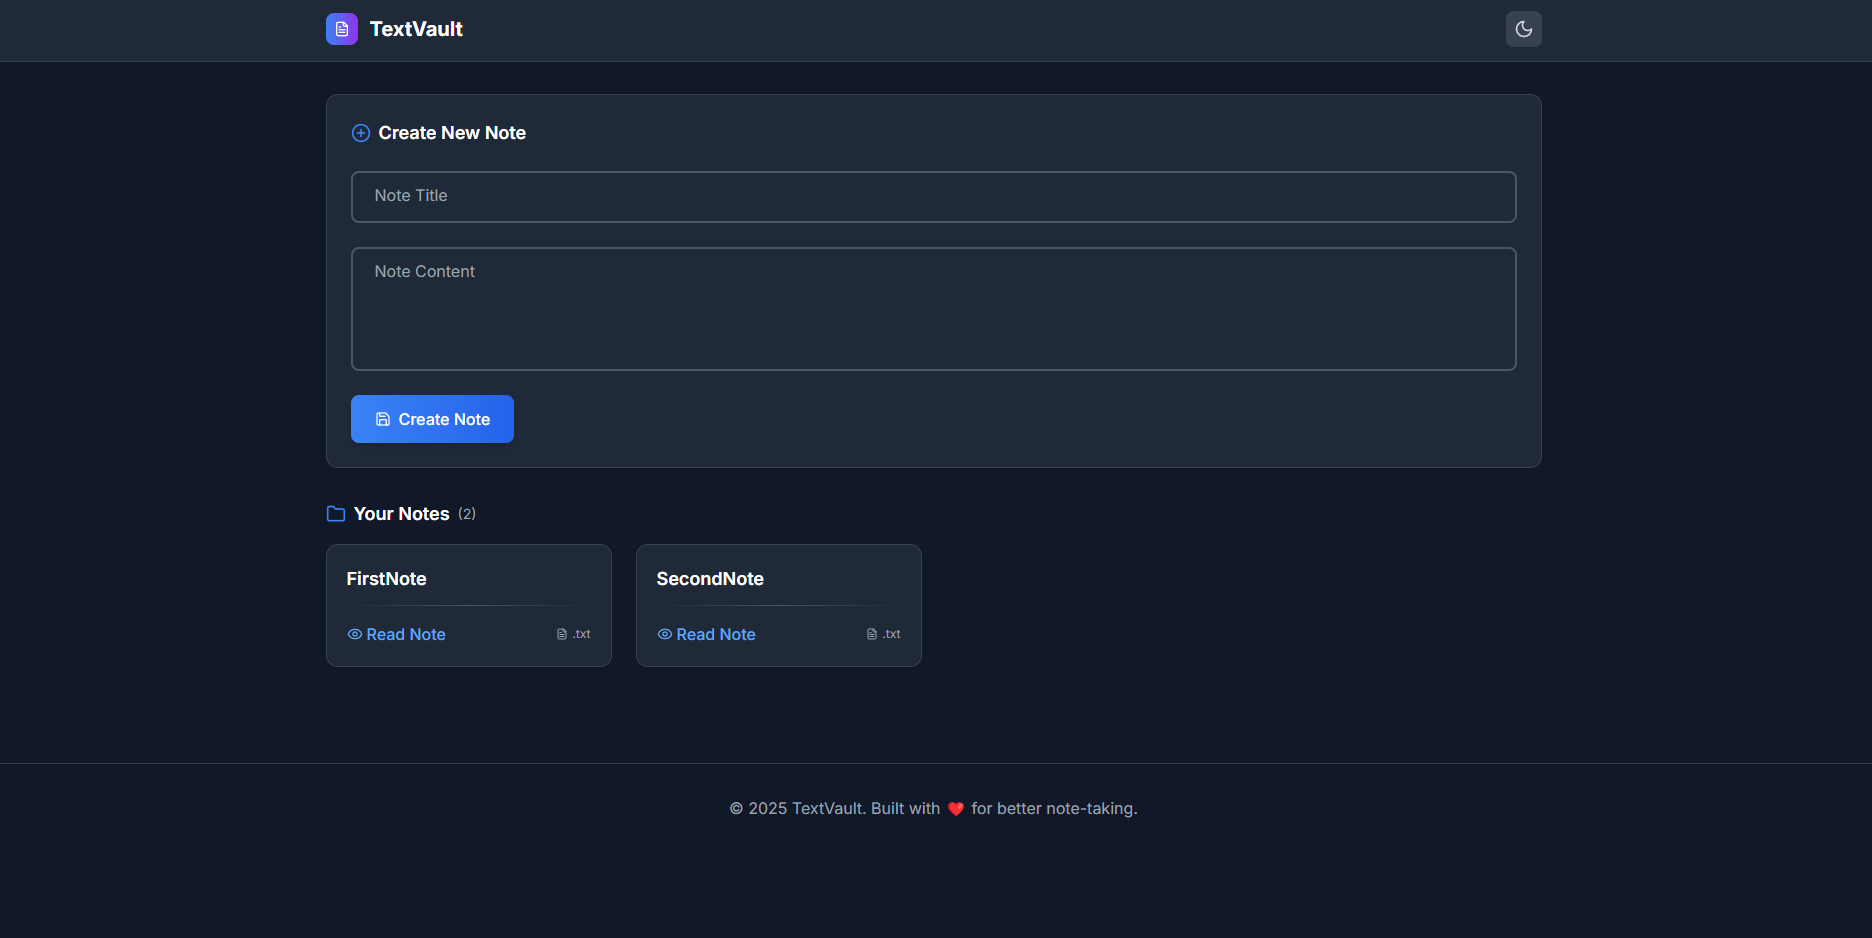 TextVault
Create New Note
Note Title
Note Content
Create Note
Your Notes (2)
FirstNote
Read Note .txt
SecondNote
Read Note .txt
© 2025 TextVault. Built with ❤️ for better note-taking.